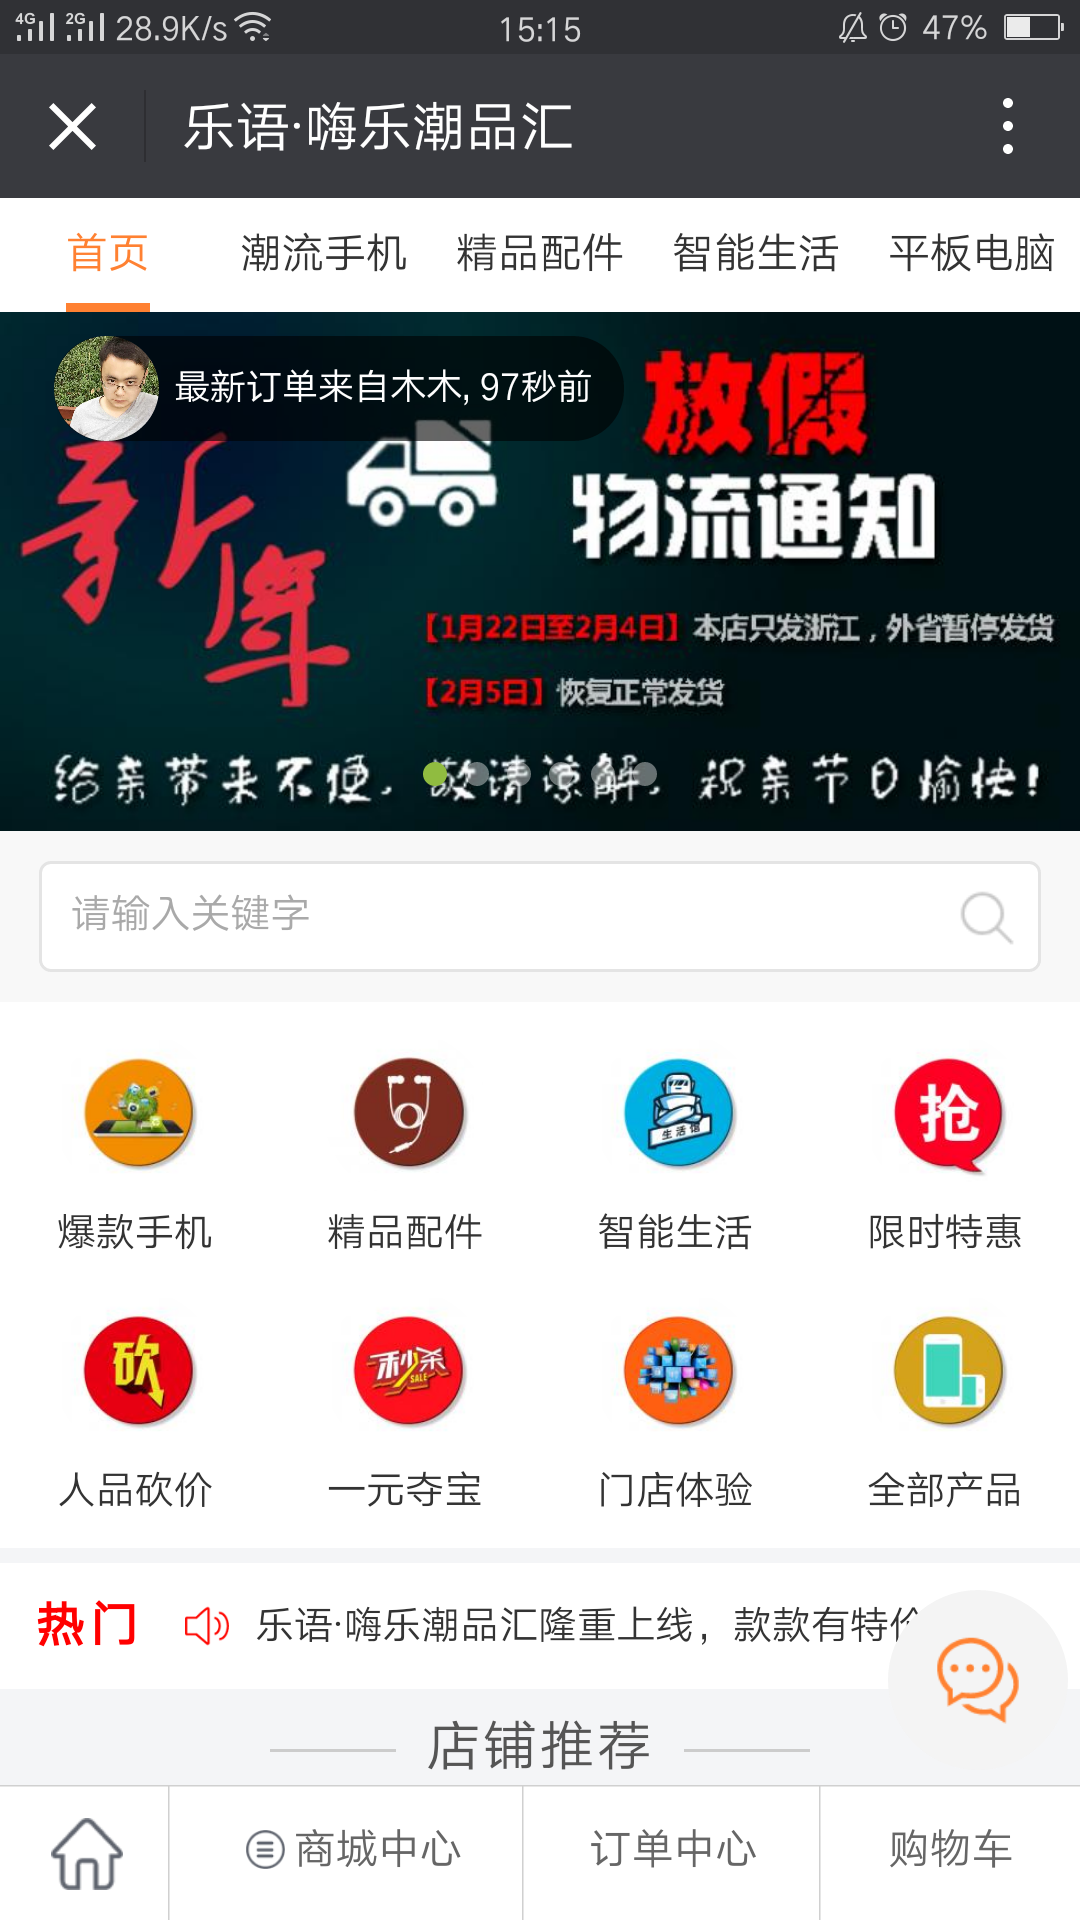 4G 2G 28.9K/s 15:15 47%
乐语·嗨乐潮品汇
首页 潮流手机 精品配件 智能生活 平板电脑
最新订单来自木木, 97秒前
放假
新年
物流通知
【1月22日至2月4日】本店只发浙江，外省暂停发货
【2月5日】恢复正常发货
给亲带来不便，敬请谅解，祝亲节日愉快！
请输入关键字
抢
生活馆
爆款手机 精品配件 智能生活 限时特惠
砍
秒杀
SALE
人品砍价 一元夺宝 门店体验 全部产品
热门 乐语·嗨乐潮品汇隆重上线，款款有特价
店铺推荐
商城中心 订单中心 购物车